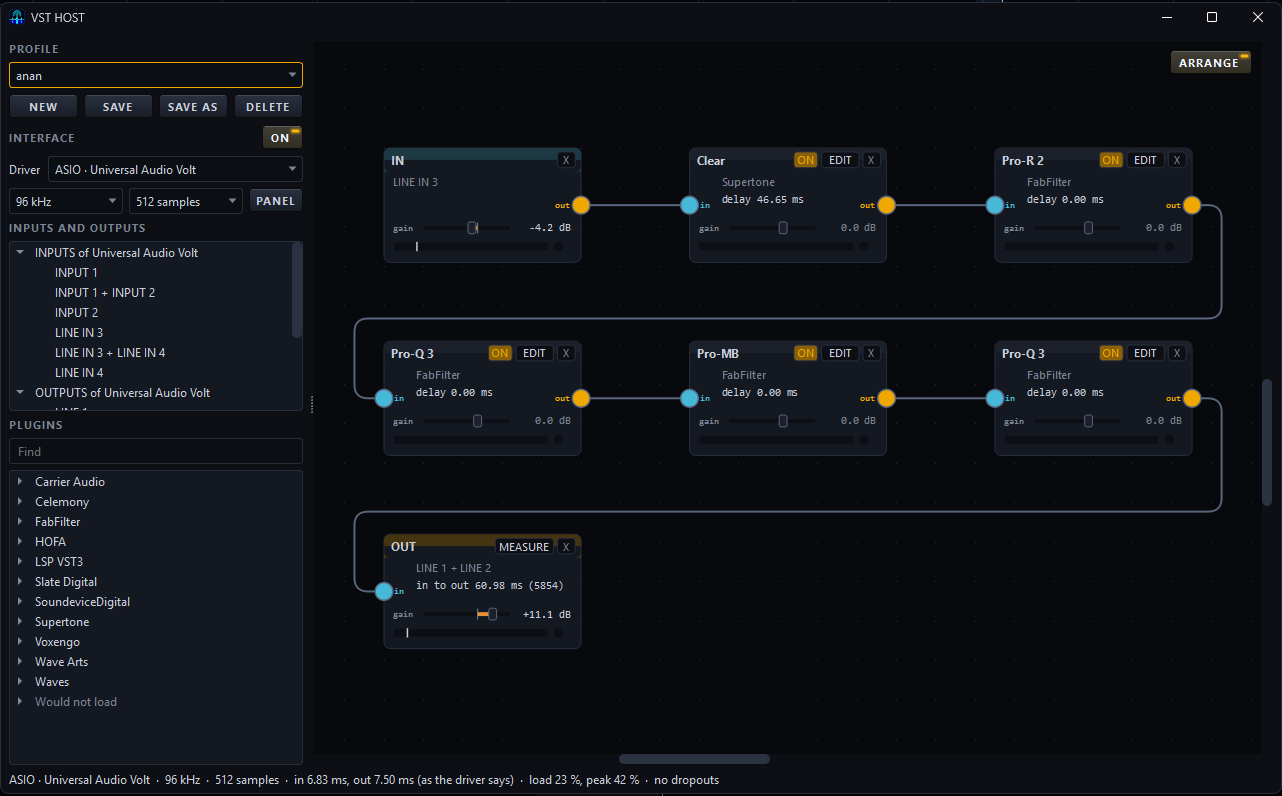 VST HOST
PROFILE
anan
NEW SAVE SAVE AS DELETE
INTERFACE ON
Driver ASIO · Universal Audio Volt
96 kHz 512 samples PANEL
INPUTS AND OUTPUTS
INPUTS of Universal Audio Volt
INPUT 1
INPUT 1 + INPUT 2
INPUT 2
LINE IN 3
LINE IN 3 + LINE IN 4
LINE IN 4
OUTPUTS of Universal Audio Volt
PLUGINS
Find
Carrier Audio
Celemony
FabFilter
HOFA
LSP VST3
Slate Digital
SoundeviceDigital
Supertone
Voxengo
Wave Arts
Waves
Would not load
ARRANGE
IN X
LINE IN 3
out
gain -4.2 dB
Clear ON EDIT X
Supertone
delay 46.65 ms
in out
gain 0.0 dB
Pro-R 2 ON EDIT X
FabFilter
delay 0.00 ms
in out
gain 0.0 dB
Pro-Q 3 ON EDIT X
FabFilter
delay 0.00 ms
in out
gain 0.0 dB
Pro-MB ON EDIT X
FabFilter
delay 0.00 ms
in out
gain 0.0 dB
Pro-Q 3 ON EDIT X
FabFilter
delay 0.00 ms
in out
gain 0.0 dB
OUT MEASURE X
LINE 1 + LINE 2
in to out 60.98 ms (5854)
in
gain +11.1 dB
ASIO · Universal Audio Volt · 96 kHz · 512 samples · in 6.83 ms, out 7.50 ms (as the driver says) · load 23 %, peak 42 % · no dropouts